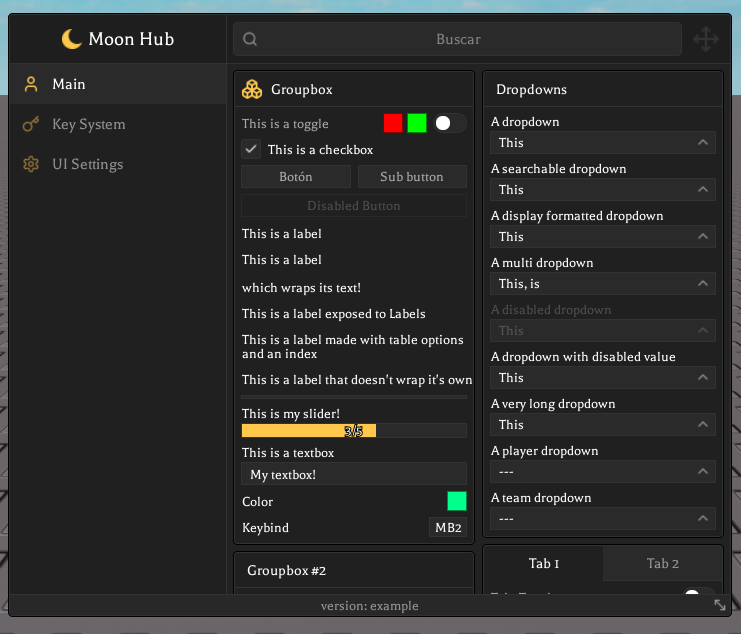 Moon Hub
Buscar
Main
Key System
UI Settings
Groupbox
This is a toggle
This is a checkbox
Botón
Sub button
Disabled Button
This is a label
This is a label
which wraps its text!
This is a label exposed to Labels
This is a label made with table options
and an index
This is a label that doesn't wrap it's own
This is my slider!
3/5
This is a textbox
My textbox!
Color
Keybind
MB2
Groupbox #2
Dropdowns
A dropdown
This
A searchable dropdown
This
A display formatted dropdown
This
A multi dropdown
This, is
A disabled dropdown
This
A dropdown with disabled value
This
A very long dropdown
This
A player dropdown
---
A team dropdown
---
Tab 1
Tab 2
version: example